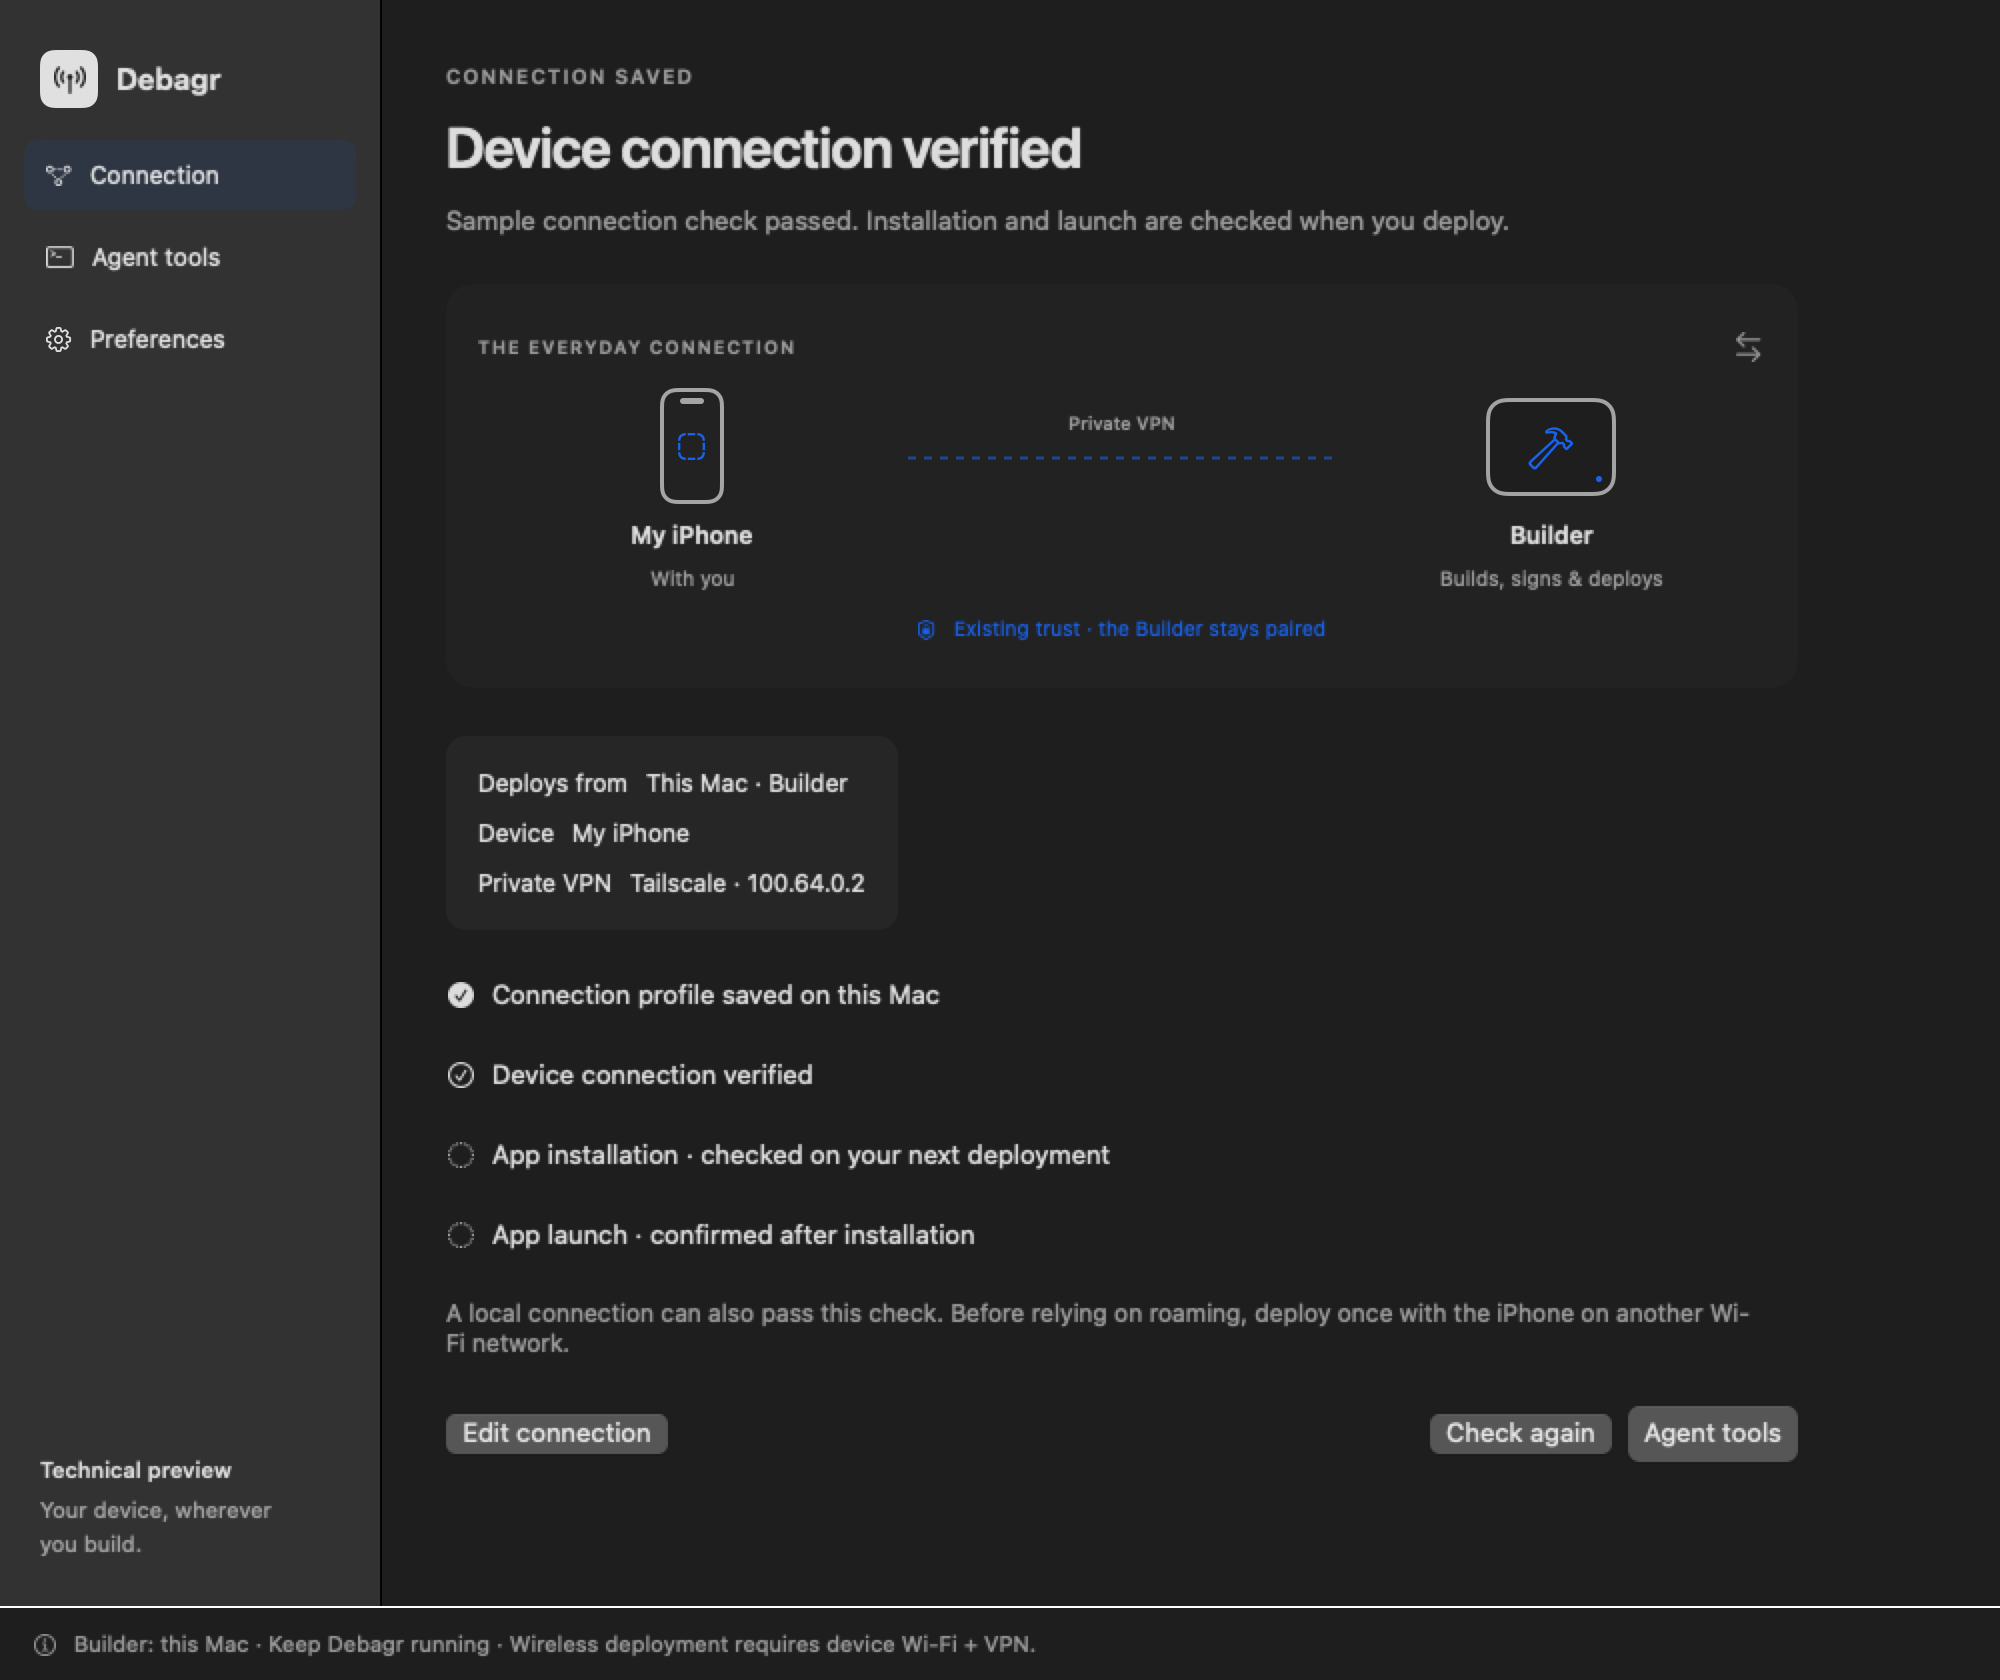 Debagr
Connection
Agent tools
Preferences
CONNECTION SAVED
Device connection verified
Sample connection check passed. Installation and launch are checked when you deploy.
THE EVERYDAY CONNECTION
Private VPN
My iPhone
With you
Builder
Builds, signs & deploys
Existing trust · the Builder stays paired
Deploys from This Mac · Builder
Device My iPhone
Private VPN Tailscale · 100.64.0.2
Connection profile saved on this Mac
Device connection verified
App installation · checked on your next deployment
App launch · confirmed after installation
A local connection can also pass this check. Before relying on roaming, deploy once with the iPhone on another Wi-
Fi network.
Edit connection
Check again
Agent tools
Technical preview
Your device, wherever
you build.
Builder: this Mac · Keep Debagr running · Wireless deployment requires device Wi-Fi + VPN.